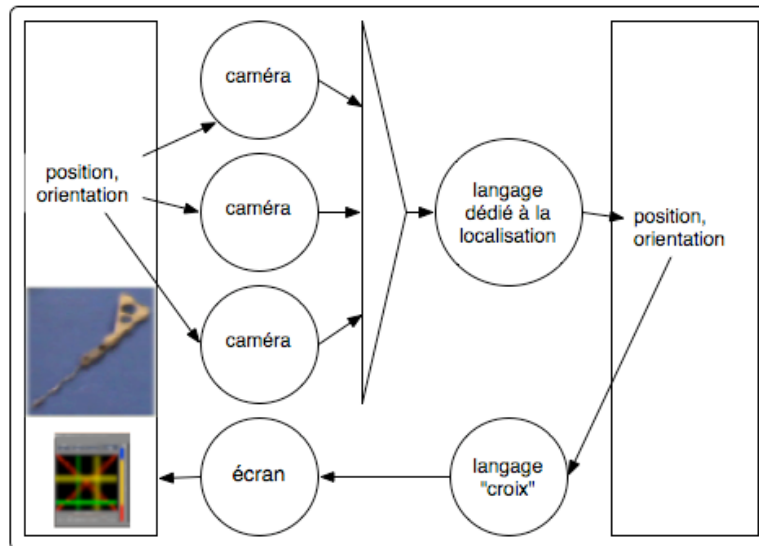 caméra
position,
orientation
caméra
langage
dédié à la
localisation
position,
orientation
caméra
écran
langage
"croix"